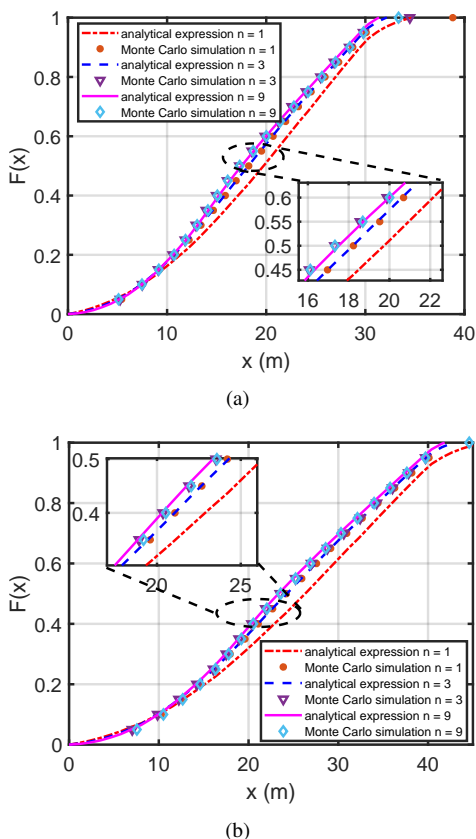 1
0.8
0.6
0.4
0.2
0
F(x)
analytical expression n = 1
Monte Carlo simulation n = 1
analytical expression n = 3
Monte Carlo simulation n = 3
analytical expression n = 9
Monte Carlo simulation n = 9
0.6
0.55
0.5
0.45
16 18 20 22
0 10 20 30 40
x (m)
(a)
1
0.8
0.6
0.4
0.2
0
F(x)
0.5
0.4
20 25
analytical expression n = 1
Monte Carlo simulation n = 1
analytical expression n = 3
Monte Carlo simulation n = 3
analytical expression n = 9
Monte Carlo simulation n = 9
0 10 20 30 40
x (m)
(b)